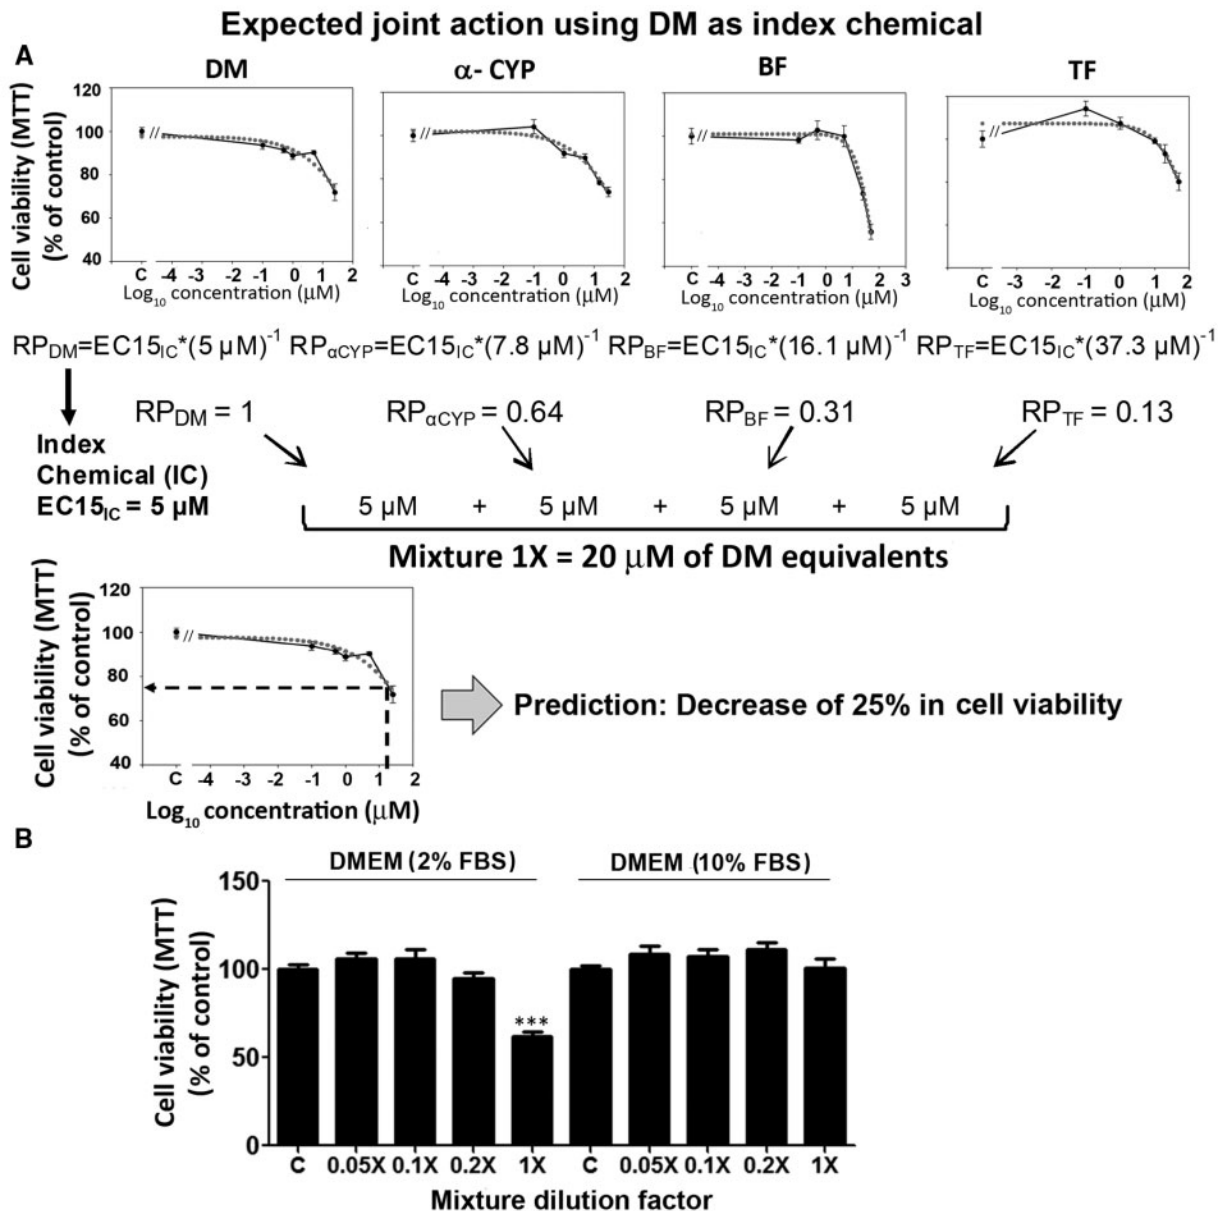 Expected joint action using DM as index chemical
A
DM
α- CYP
BF
TF
Cell viability (MTT)
(% of control)
120
100
80
60
40
C -4 -3 -2 -1 0 1 2
Log10 concentration (μM)
C -4 -3 -2 -1 0 1 2
Log10 concentration (μM)
C -4 -3 -2 -1 0 1 2 3
Log10 concentration (μM)
C -3 -2 -1 0 1 2
Log10 concentration (μM)
//
//
//
//
RPDM=EC15IC*(5 μM)-1 RPαCYP=EC15IC*(7.8 μM)-1 RPBF=EC15IC*(16.1 μM)-1 RPTF=EC15IC*(37.3 μM)-1
RPDM = 1 RPαCYP = 0.64 RPBF = 0.31 RPTF = 0.13
Index
Chemical (IC)
EC15IC = 5 μM
5 μM + 5 μM + 5 μM + 5 μM
Mixture 1X = 20 μM of DM equivalents
Cell viability (MTT)
(% of control)
120
100
80
60
40
//
C -4 -3 -2 -1 0 1 2
Log10 concentration (μM)
Prediction: Decrease of 25% in cell viability
B
DMEM (2% FBS) DMEM (10% FBS)
Cell viability (MTT)
(% of control)
150
100
50
0
***
C 0.05X 0.1X 0.2X 1X C 0.05X 0.1X 0.2X 1X
Mixture dilution factor